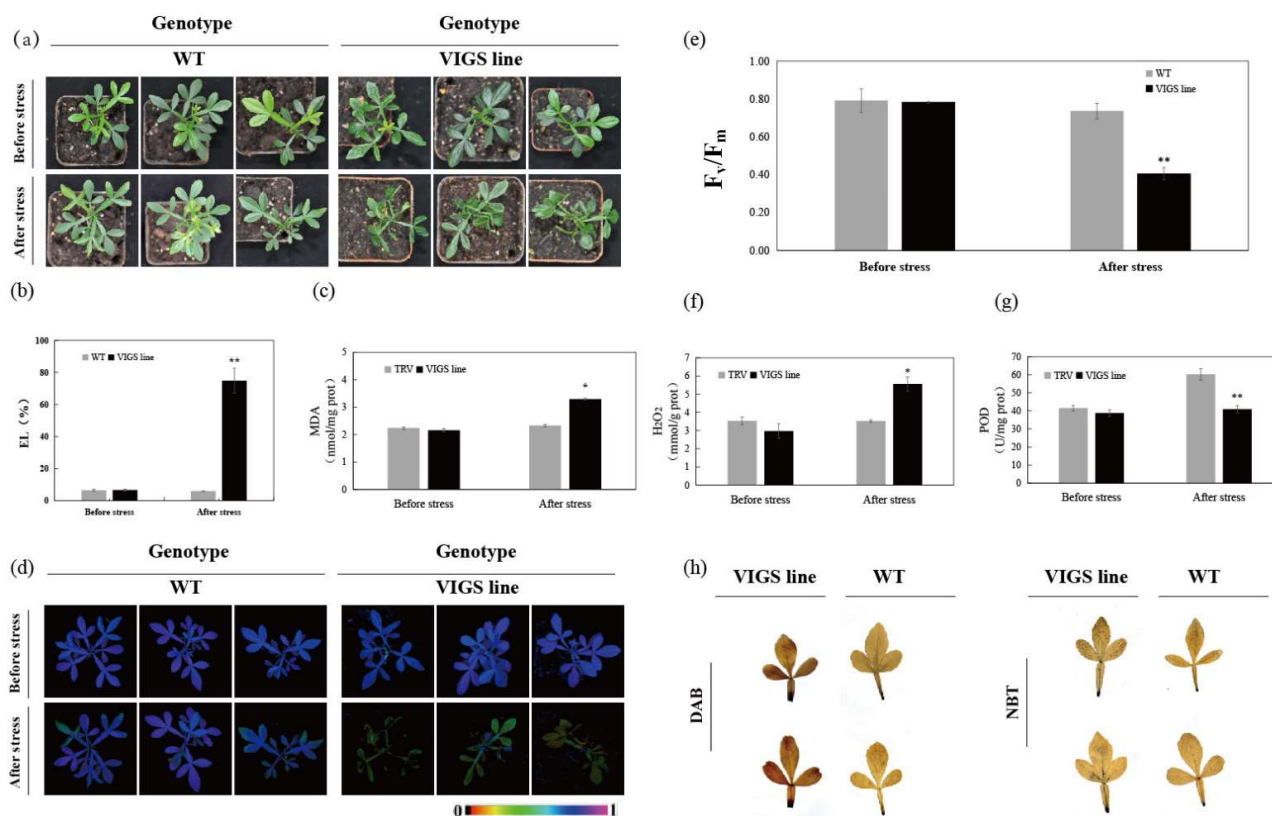 (a)
Genotype
Genotype
WT
VIGS line
Before stress
After stress
(e)
1.00
0.80
0.60
0.40
0.20
0.00
Fv/Fm
WT
VIGS line
**
Before stress
After stress
(b)
100
80
60
40
20
0
EL（%）
WT
VIGS line
**
Before stress
After stress
(c)
5
4
3
2
1
0
MDA
（nmol/mg prot）
TRV
VIGS line
*
Before stress
After stress
(f)
7
6
5
4
3
2
1
0
H2O2
（mmol/g prot）
TRV
VIGS line
*
Before stress
After stress
(g)
70
60
50
40
30
20
10
0
POD
（U/mg prot）
TRV
VIGS line
**
Before stress
After stress
(d)
Genotype
Genotype
WT
VIGS line
Before stress
After stress
0
1
(h)
VIGS line
WT
VIGS line
WT
DAB
NBT